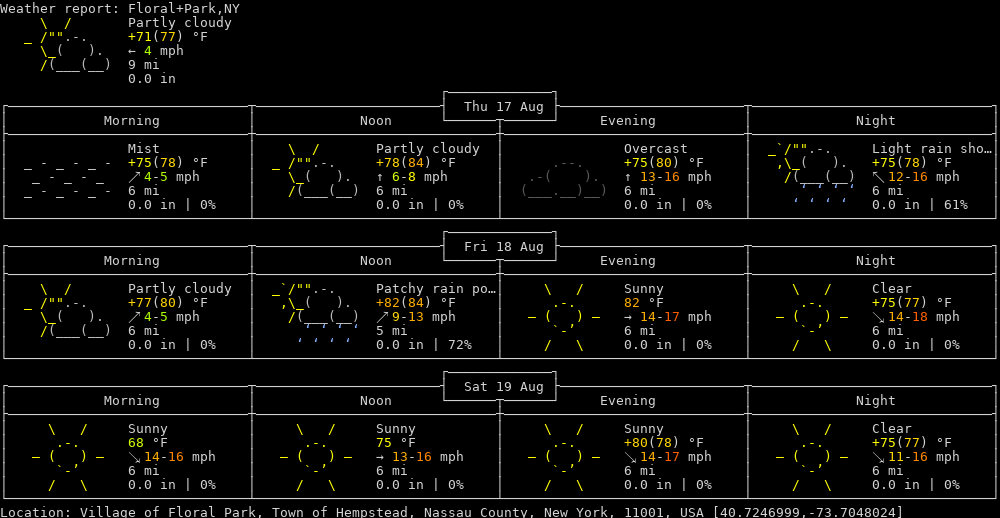 Weather report: Floral+Park,NY
Partly cloudy
+71(77) °F
← 4 mph
9 mi
0.0 in
Thu 17 Aug
Morning Noon Evening Night
Mist Partly cloudy Overcast Light rain sho…
+75(78) °F +78(84) °F +75(80) °F +75(78) °F
↗ 4-5 mph ↑ 6-8 mph ↑ 13-16 mph ↖ 12-16 mph
6 mi 6 mi 6 mi 6 mi
0.0 in | 0% 0.0 in | 0% 0.0 in | 0% 0.0 in | 61%
Fri 18 Aug
Morning Noon Evening Night
Partly cloudy Patchy rain po… Sunny Clear
+77(80) °F +82(84) °F 82 °F +75(77) °F
↗ 4-5 mph ↗ 9-13 mph → 14-17 mph ↘ 14-18 mph
6 mi 5 mi 6 mi 6 mi
0.0 in | 0% 0.0 in | 72% 0.0 in | 0% 0.0 in | 0%
Sat 19 Aug
Morning Noon Evening Night
Sunny Sunny Sunny Clear
68 °F 75 °F +80(78) °F +75(77) °F
↘ 14-16 mph → 13-16 mph ↘ 14-17 mph ↘ 11-16 mph
6 mi 6 mi 6 mi 6 mi
0.0 in | 0% 0.0 in | 0% 0.0 in | 0% 0.0 in | 0%
Location: Village of Floral Park, Town of Hempstead, Nassau County, New York, 11001, USA [40.7246999,-73.7048024]